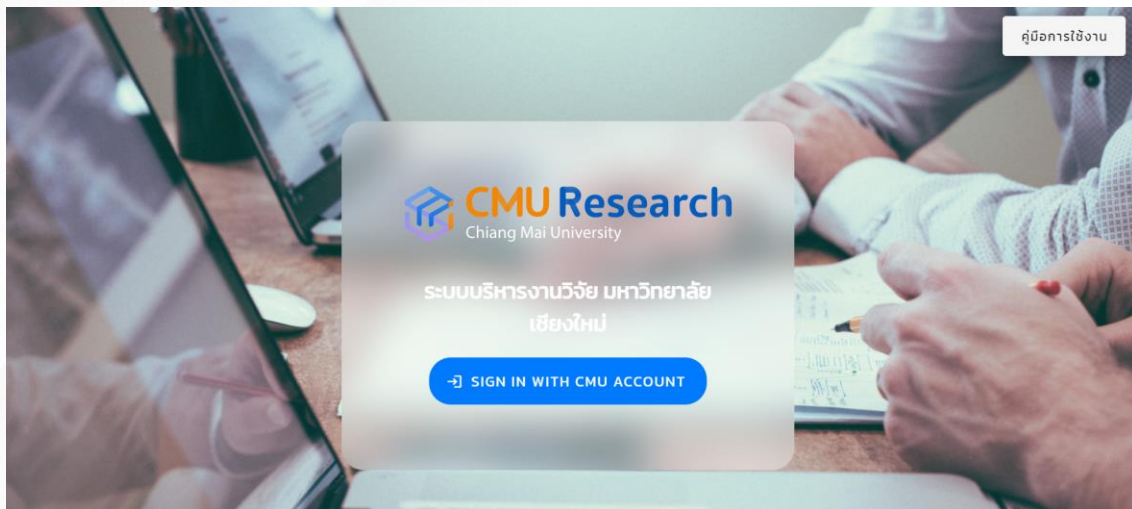 คู่มือการใช้งาน
CMU Research
Chiang Mai University
ระบบบริหารงานวิจัย มหาวิทยาลัย
เชียงใหม่
SIGN IN WITH CMU ACCOUNT